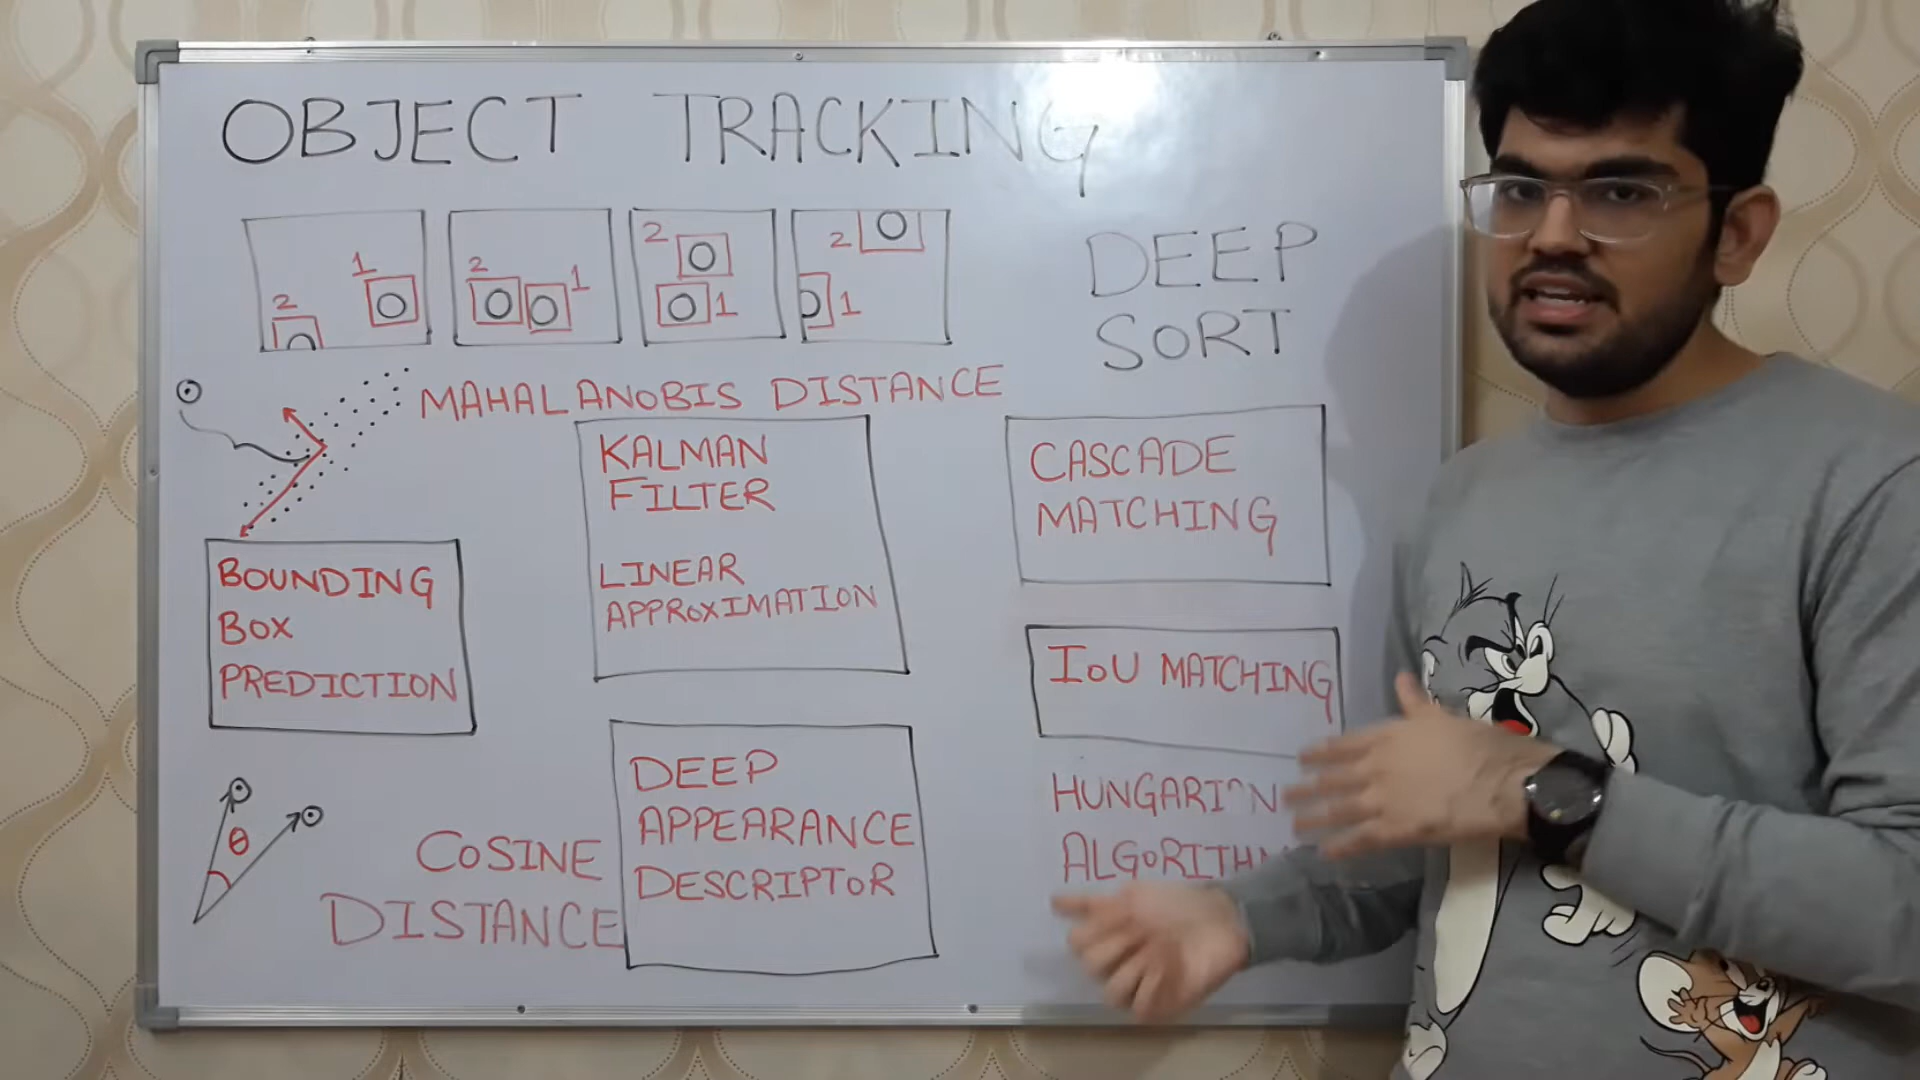 OBJECT TRACKING
2 1
2 1
2 1
2 1
DEEP
SORT
MAHALANOBIS DISTANCE
KALMAN
FILTER
LINEAR
APPROXIMATION
CASCADE
MATCHING
BOUNDING
BOX
PREDICTION
IOU MATCHING
θ
COSINE
DISTANCE
DEEP
APPEARANCE
DESCRIPTOR
HUNGARIAN